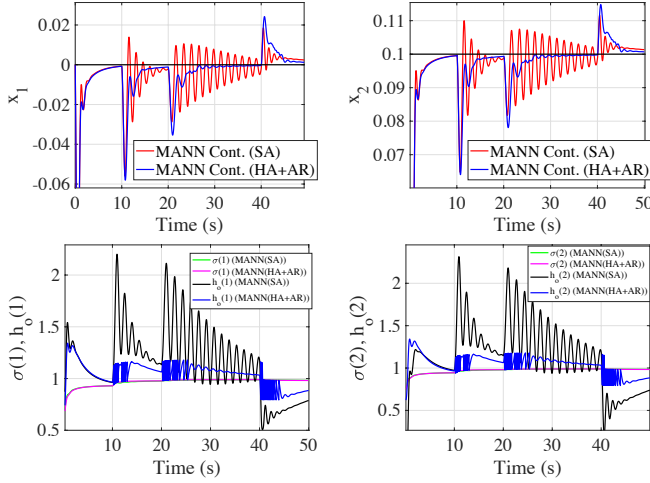 0.02
0
-0.02
-0.04
-0.06
x1
MANN Cont. (SA)
MANN Cont. (HA+AR)
0 10 20 30 40
Time (s)
0.11
0.1
0.09
0.08
0.07
x2
MANN Cont. (SA)
MANN Cont. (HA+AR)
10 20 30 40
Time (s)
2
1.5
1
0.5
σ(1), ho(1)
σ(1) (MANN(SA))
σ(1) (MANN(HA+AR))
ho(1) (MANN(SA))
ho(1) (MANN(HA+AR))
10 20 30 40 50
Time (s)
2
1.5
1
0.5
σ(2), ho(2)
σ(2) (MANN(SA))
σ(2) (MANN(HA+AR))
ho(2) (MANN(SA))
ho(2) (MANN(HA+AR))
10 20 30 40
Time (s)